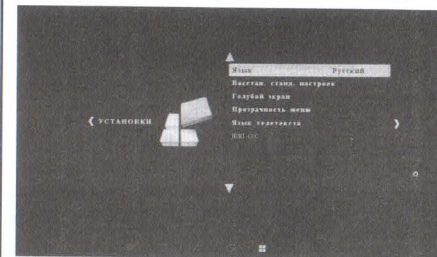 Язык Русский
Восстан. станд. настроек
Голубой экран
Прозрачность меню
УСТАНОВКИ
Язык телетекста